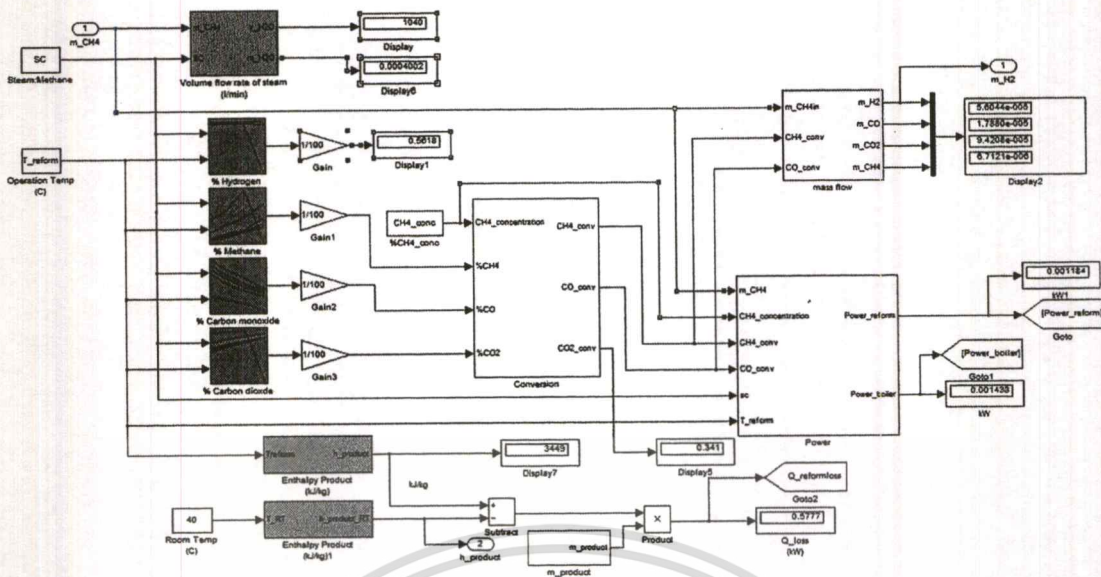 1
m_CH4
SC
Steam:Methane
Volume flow rate of steam
(l/min)
1040
Display
0.0004002
Display6
T_reform
Operation Temp
(C)
% Hydrogen
1/100
Gain
0.5618
Display1
% Methane
1/100
Gain1
% Carbon monoxide
1/100
Gain2
% Carbon dioxde
1/100
Gain3
CH4_conc
%CH4_conc
CH4_concentration
%CH4
%CO
%CO2
CH4_conv
CO_conv
CO2_conv
Conversion
m_CH4in
CH4_conv
CO_conv
m_H2
m_CO
m_CO2
m_CH4
mass flow
1
m_H2
5.6044e-005
1.7880e-005
9.4208e-005
6.7121e-006
Display2
m_CH4
CH4_concentration
CH4_conv
CO_conv
sc
T_reform
Power_reform
Power_boiler
Power
0.001184
kW1
[Power_reform]
Goto
[Power_boiler]
Goto1
0.001433
kW
Treform
h_product
Enthalpy Product
(kJ/kg)
3449
Display7
0.341
Display5
kJ/kg
40
Room Temp
(C)
T_RT
h_product_RT
Enthalpy Product
(kJ/kg)1
2
h_product
+
−
Subtract
m_product
m_product
×
Product
Q_reformloss
Goto2
0.5777
Q_loss
(kW)